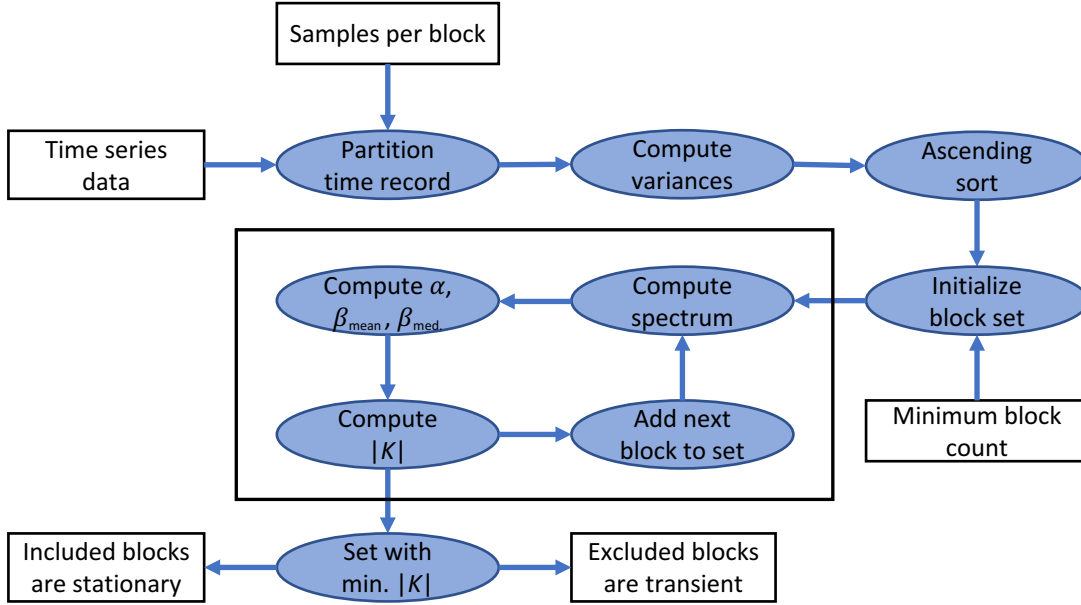 Samples per block
Time series
data
Partition
time record
Compute
variances
Ascending
sort
Compute α,
β_mean, β_med.
Compute
spectrum
Initialize
block set
Compute
|K|
Add next
block to set
Minimum block
count
Included blocks
are stationary
Set with
min. |K|
Excluded blocks
are transient